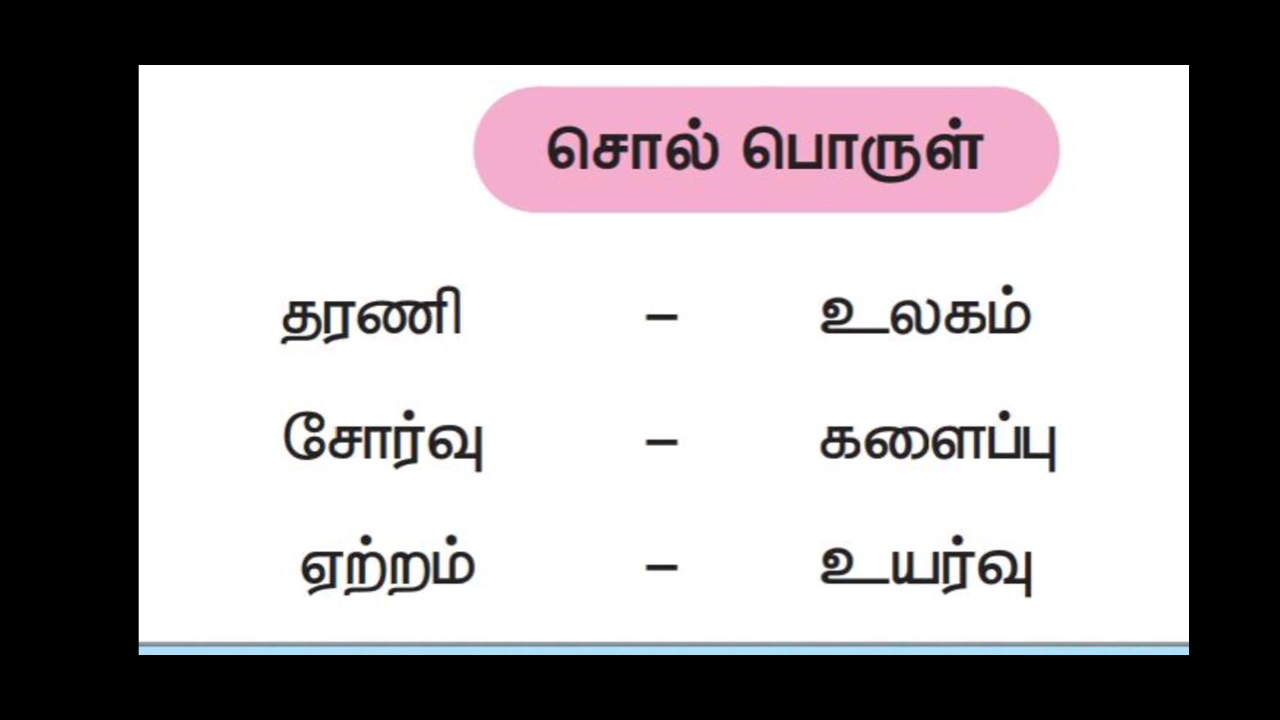 சொல் பொருள்
தரணி – உலகம்
சோர்வு – களைப்பு
ஏற்றம் – உயர்வு